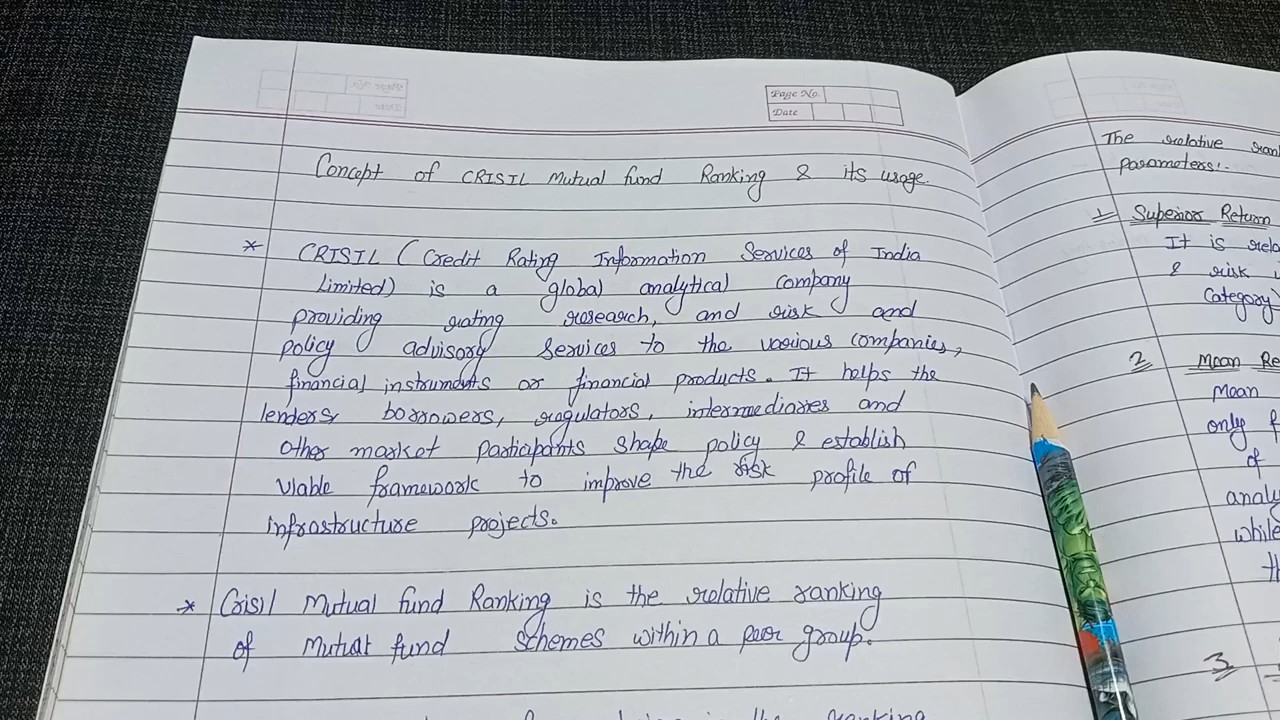 Page No.
Date
Concept of CRISIL Mutual fund Ranking & its usage.
* CRISIL (Credit Rating Information Services of India
Limited) is a global analytical company
providing rating research, and risk and
policy advisory services to the various companies,
financial instruments or financial products. It helps the
lenders, borrowers, regulators, intermediaries and
other market participants shape policy & establish
viable framework to improve the risk profile of
infrastructure projects.
* Crisil Mutual fund Ranking is the relative ranking
of Mutual fund schemes within a peer group.
in the ranking
The relative
parameters:-
1 Superior Return
It is
& risk
Category)
2 Mean
Mean
only
of
while
3